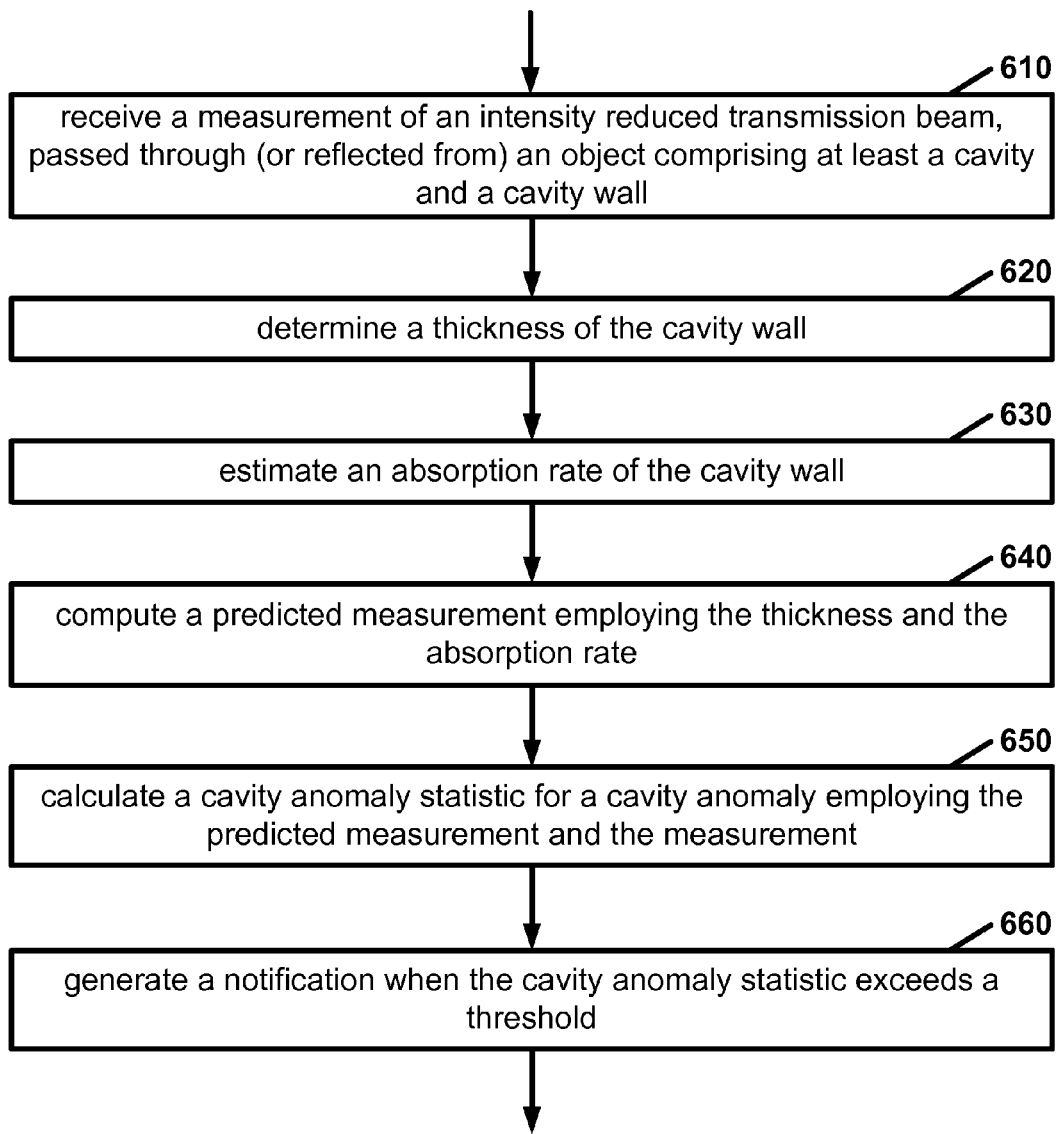 610
receive a measurement of an intensity reduced transmission beam,
passed through (or reflected from) an object comprising at least a cavity
and a cavity wall
620
determine a thickness of the cavity wall
630
estimate an absorption rate of the cavity wall
640
compute a predicted measurement employing the thickness and the
absorption rate
650
calculate a cavity anomaly statistic for a cavity anomaly employing the
predicted measurement and the measurement
660
generate a notification when the cavity anomaly statistic exceeds a
threshold